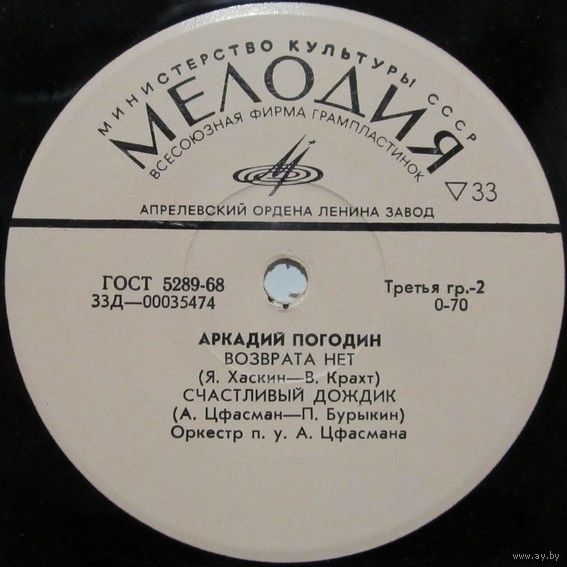 МИНИСТЕРСТВО КУЛЬТУРЫ СССР
МЕЛОДИЯ
ВСЕСОЮЗНАЯ ФИРМА ГРАМПЛАСТИНОК
▽ 33
АПРЕЛЕВСКИЙ ОРДЕНА ЛЕНИНА ЗАВОД
ГОСТ 5289-68
33Д—00035474
Третья гр.-2
0-70
АРКАДИЙ ПОГОДИН
ВОЗВРАТА НЕТ
(Я. Хаскин—В. Крахт)
СЧАСТЛИВЫЙ ДОЖДИК
(А. Цфасман—П. Бурыкин)
Оркестр п. у. А. Цфасмана
www.ay.by